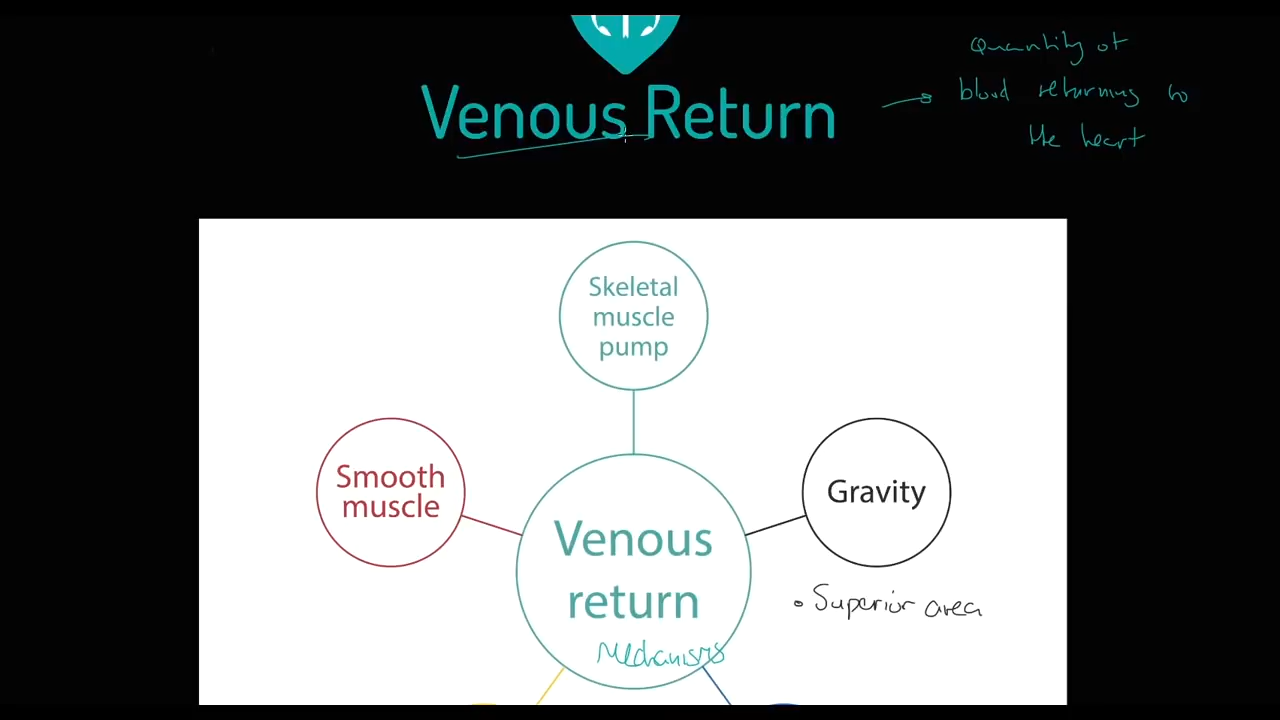 Venous Return
Quantity of
blood returning to
the heart
Skeletal
muscle
pump
Smooth
muscle
Gravity
Venous
return
Mechanisms
• Superior area